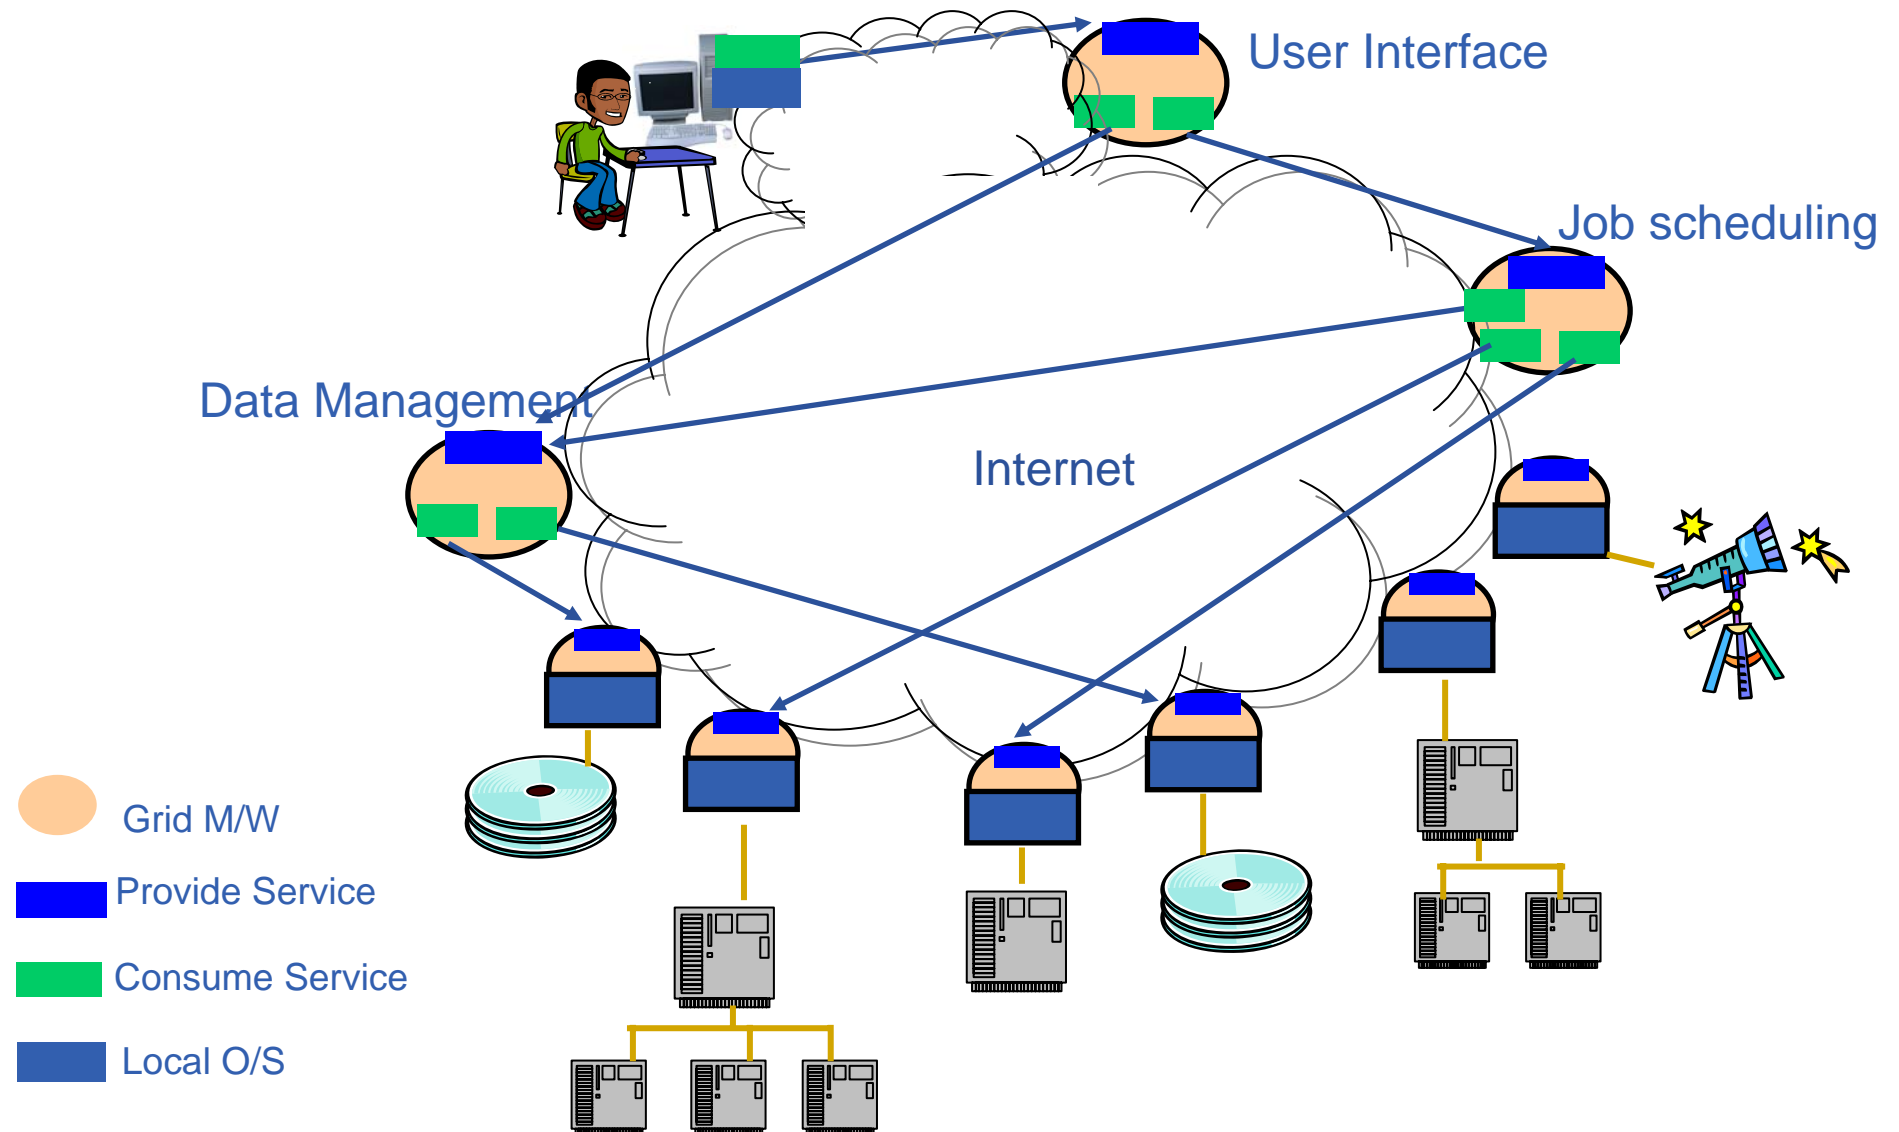 User Interface
Job scheduling
Data Management
Internet
Grid M/W
Provide Service
Consume Service
Local O/S